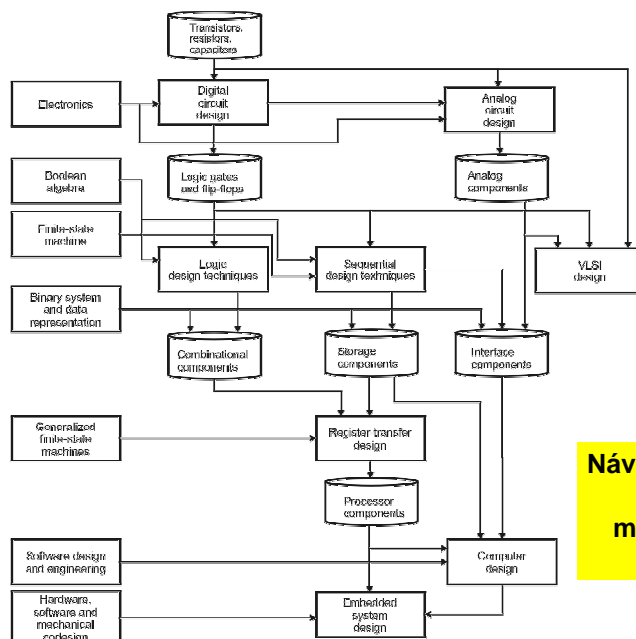 Transistors,
resistors,
capacitors
Electronics
Digital
circuit
design
Analog
circuit
design
Boolean
algebra
Logic gates
and flip-flops
Analog
components
Finite-state
machine
Logic
design techniques
Sequential
design techniques
VLSI
design
Binary system
and data
representation
Combinational
components
Storage
components
Interface
components
Generalized
finite-state
machines
Register transfer
design
Processor
components
Software design
and engineering
Computer
design
Hardware,
software and
mechanical
codesign
Embedded
system
design